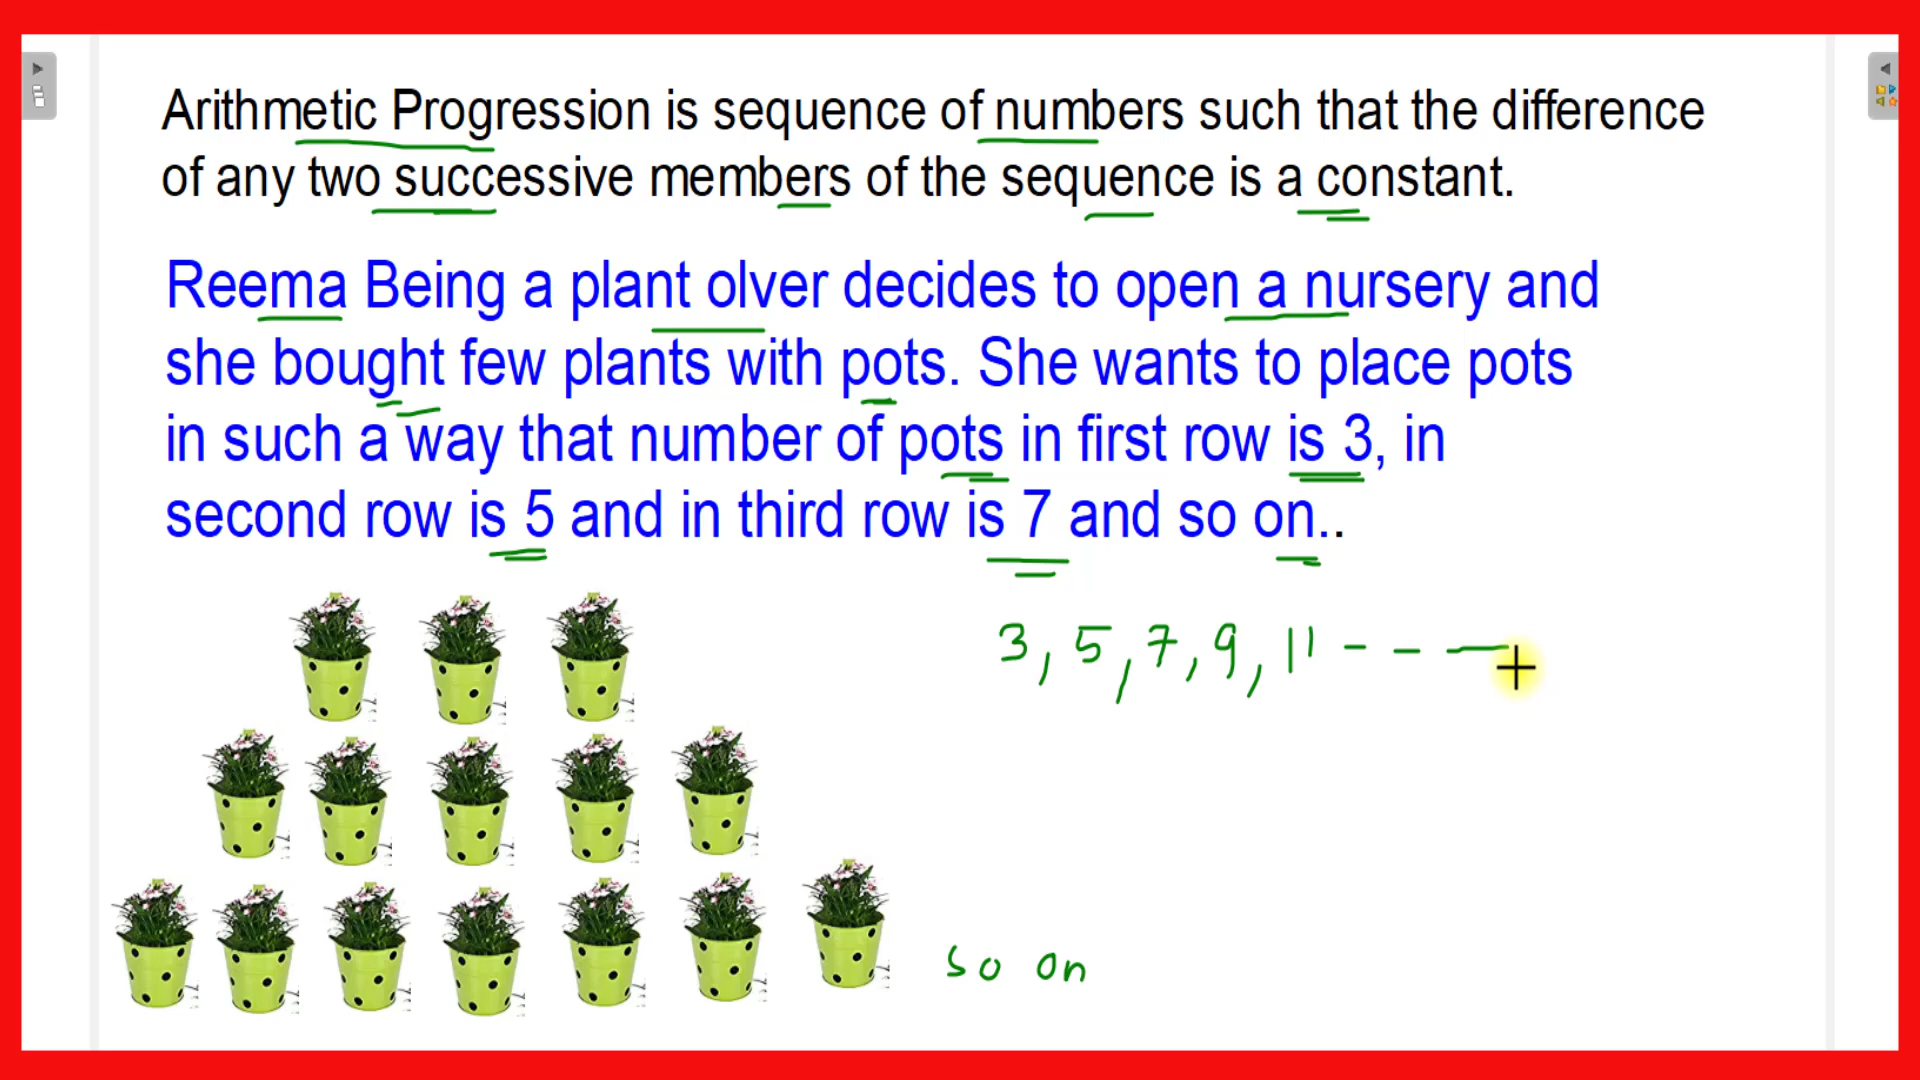 Arithmetic Progression is sequence of numbers such that the difference
of any two successive members of the sequence is a constant.
Reema Being a plant olver decides to open a nursery and
she bought few plants with pots. She wants to place pots
in such a way that number of pots in first row is 3, in
second row is 5 and in third row is 7 and so on..
3, 5, 7, 9, 11 - - -
so on